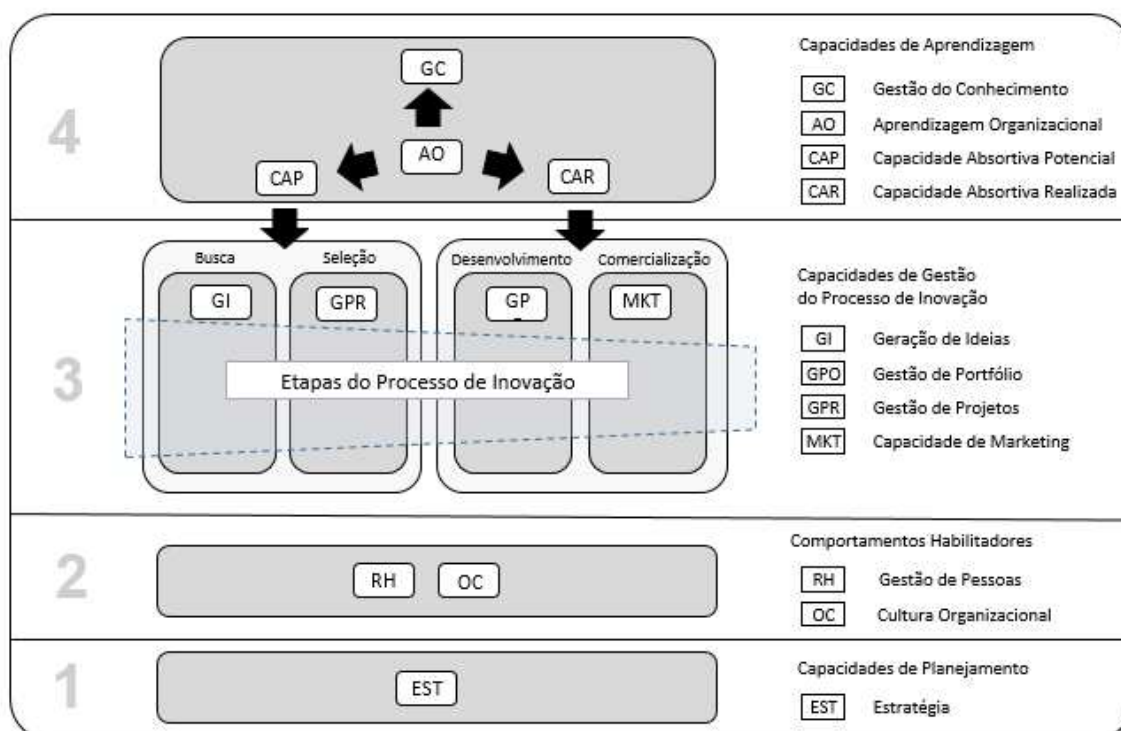 4
GC
AO
CAP
CAR
Capacidades de Aprendizagem
GC Gestão do Conhecimento
AO Aprendizagem Organizacional
CAP Capacidade Absortiva Potencial
CAR Capacidade Absortiva Realizada
3
Busca Seleção Desenvolvimento Comercialização
GI GPR GP MKT
Etapas do Processo de Inovação
Capacidades de Gestão
do Processo de Inovação
GI Geração de Ideias
GPO Gestão de Portfólio
GPR Gestão de Projetos
MKT Capacidade de Marketing
2
RH OC
Comportamentos Habilitadores
RH Gestão de Pessoas
OC Cultura Organizacional
1
EST
Capacidades de Planejamento
EST Estratégia